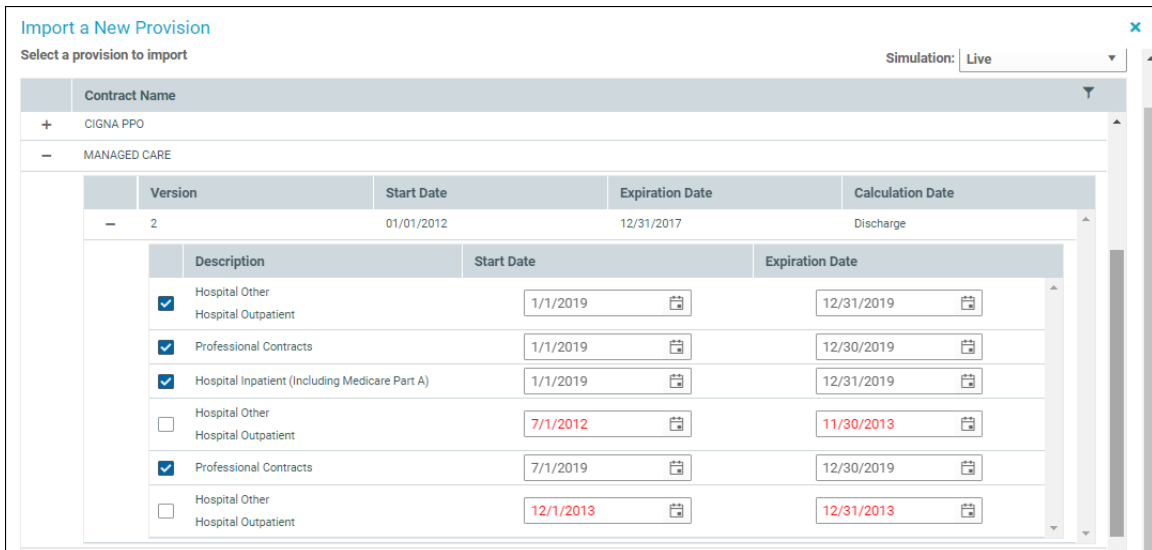 Import a New Provision
Select a provision to import
Simulation: Live
Contract Name
CIGNA PPO
MANAGED CARE
Version Start Date Expiration Date Calculation Date
2 01/01/2012 12/31/2017 Discharge
Description Start Date Expiration Date
Hospital Other
Hospital Outpatient
1/1/2019 12/31/2019
Professional Contracts 1/1/2019 12/30/2019
Hospital Inpatient (Including Medicare Part A) 1/1/2019 12/31/2019
Hospital Other
Hospital Outpatient
7/1/2012 11/30/2013
Professional Contracts 7/1/2019 12/30/2019
Hospital Other
Hospital Outpatient
12/1/2013 12/31/2013